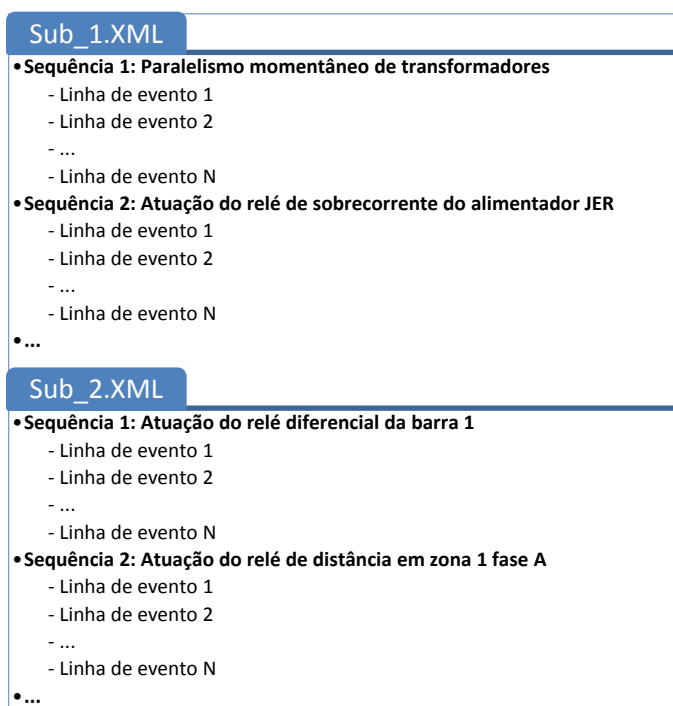 Sub_1.XML
•Sequência 1: Paralelismo momentâneo de transformadores
- Linha de evento 1
- Linha de evento 2
- ...
- Linha de evento N
•Sequência 2: Atuação do relé de sobrecorrente do alimentador JER
- Linha de evento 1
- Linha de evento 2
- ...
- Linha de evento N
•...
Sub_2.XML
•Sequência 1: Atuação do relé diferencial da barra 1
- Linha de evento 1
- Linha de evento 2
- ...
- Linha de evento N
•Sequência 2: Atuação do relé de distância em zona 1 fase A
- Linha de evento 1
- Linha de evento 2
- ...
- Linha de evento N
•...